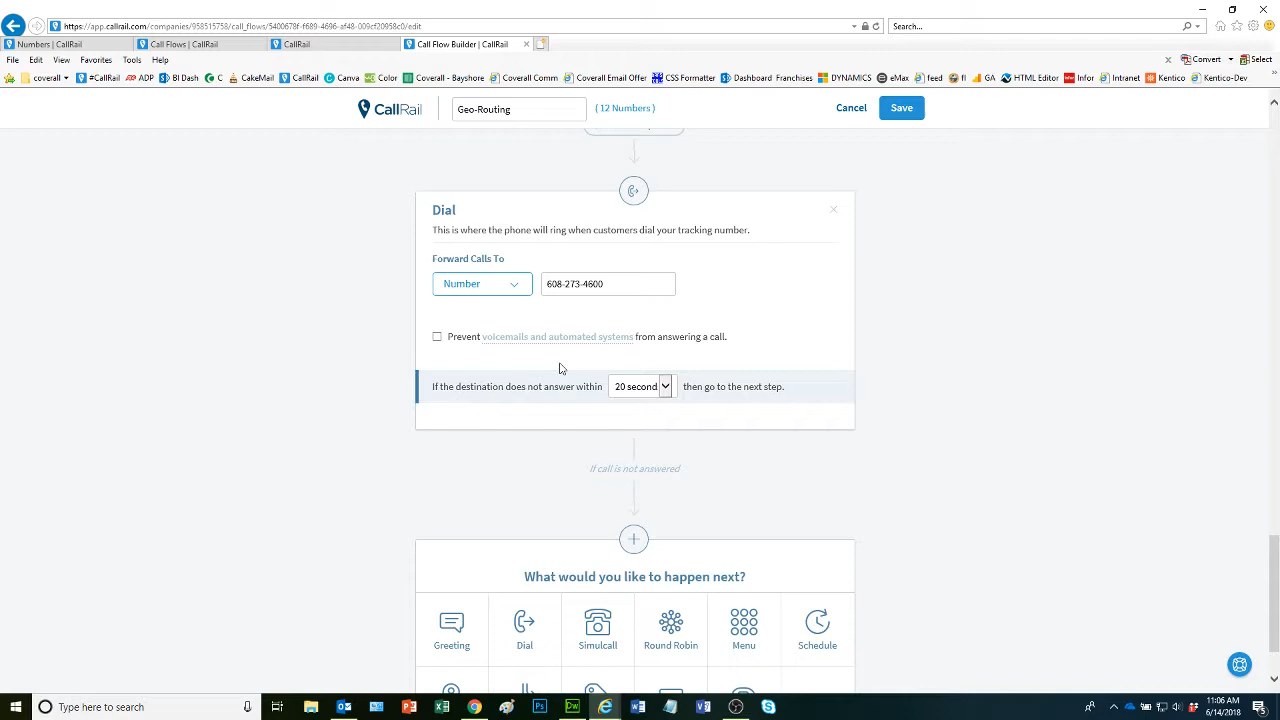 https://app.callrail.com/companies/958515758/call_flows/5400678f-f689-4696-af48-009cf20958c0/edit
Search...
Numbers | CallRail
Call Flows | CallRail
CallRail
Call Flow Builder | CallRail
File Edit View Favorites Tools Help
Convert Select
coverall #CallRail ADP BI Dash C CakeMail CallRail Canva Color Coverall - Bayshore Coverall Comm Coverall Email Offer CSS Formatter Dashboard Franchises DYNAMICS eMax feed fl GA HTML Editor Infor Intranet Kentico Kentico-Dev
CallRail Geo-Routing ( 12 Numbers ) Cancel Save
Dial
This is where the phone will ring when customers dial your tracking number.
Forward Calls To
Number 608-273-4600
Prevent voicemails and automated systems from answering a call.
If the destination does not answer within 20 second then go to the next step.
If call is not answered
What would you like to happen next?
Greeting Dial Simulcall Round Robin Menu Schedule
Type here to search
11:06 AM
6/14/2018